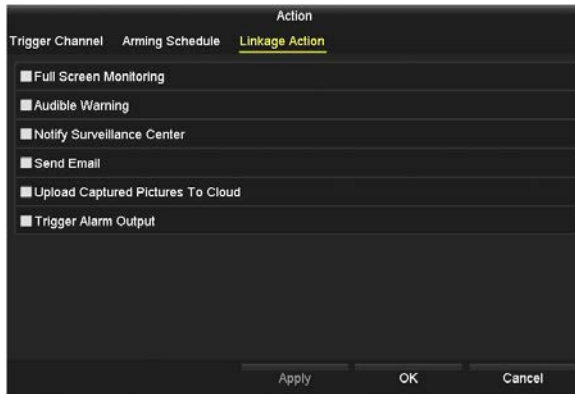 Action
Trigger Channel Arming Schedule Linkage Action
Full Screen Monitoring
Audible Warning
Notify Surveillance Center
Send Email
Upload Captured Pictures To Cloud
Trigger Alarm Output
Apply OK Cancel